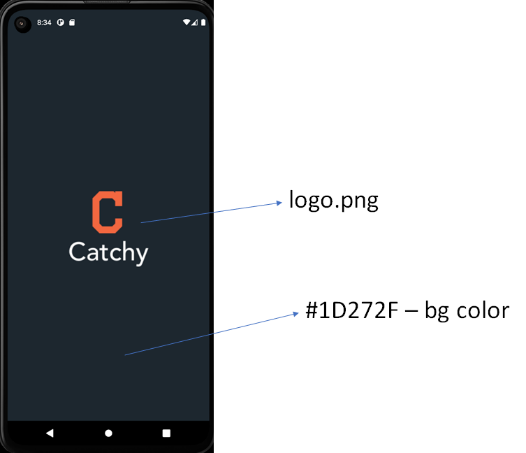 8:34
C
Catchy
logo.png
#1D272F – bg color